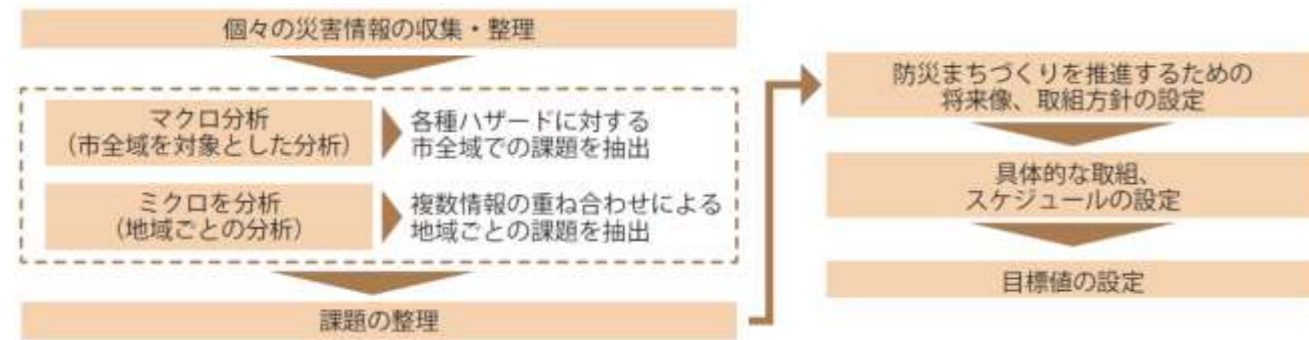 個々の災害情報の収集・整理
マクロ分析
(市全域を対象とした分析)
各種ハザードに対する
市全域での課題を抽出
ミクロを分析
(地域ごとの分析)
複数情報の重ね合わせによる
地域ごとの課題を抽出
課題の整理
防災まちづくりを推進するための
将来像、取組方針の設定
具体的な取組、
スケジュールの設定
目標値の設定